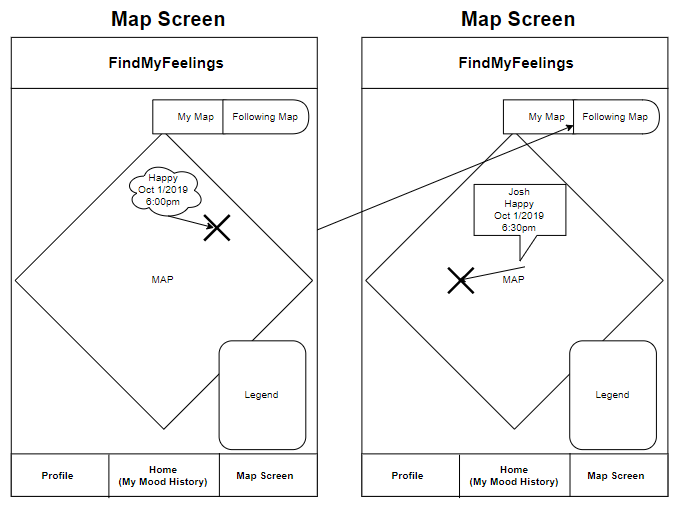 Map Screen
FindMyFeelings
My Map
Following Map
Happy
Oct 1/2019
6:00pm
MAP
Legend
Profile
Home
(My Mood History)
Map Screen
Map Screen
FindMyFeelings
My Map
Following Map
Josh
Happy
Oct 1/2019
6:30pm
MAP
Legend
Profile
Home
(My Mood History)
Map Screen